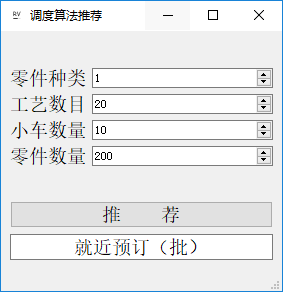 调度算法推荐
零件种类 1
工艺数目 20
小车数量 10
零件数量 200
推 荐
就近预订（批）